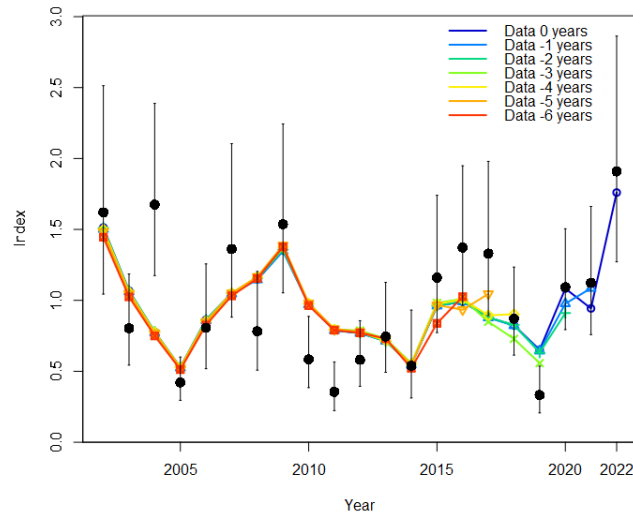 3.0
2.5
2.0
1.5
1.0
0.5
0.0
Index
Data 0 years
Data -1 years
Data -2 years
Data -3 years
Data -4 years
Data -5 years
Data -6 years
2005
2010
2015
2020
2022
Year